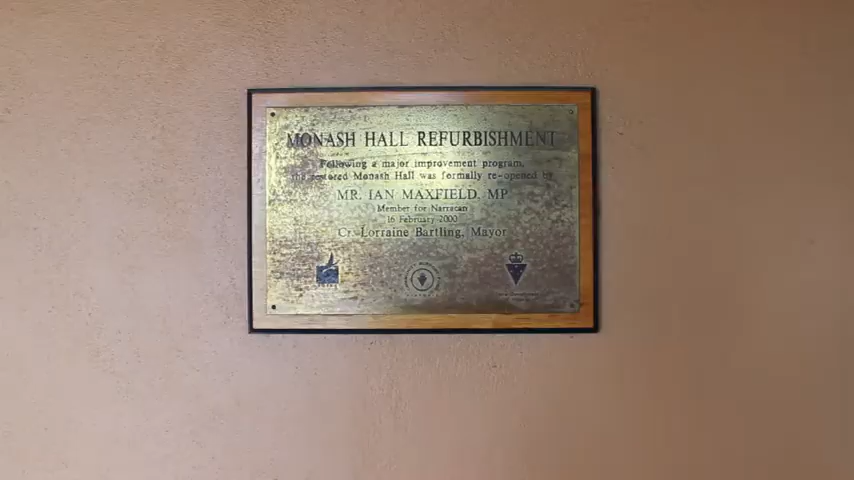 MONASH HALL REFURBISHMENT
Following a major improvement program,
the restored Monash Hall was formally re-opened by
MR. IAN MAXFIELD, MP
Member for Narracan
16 February 2000
Cr. Lorraine Bartling, Mayor